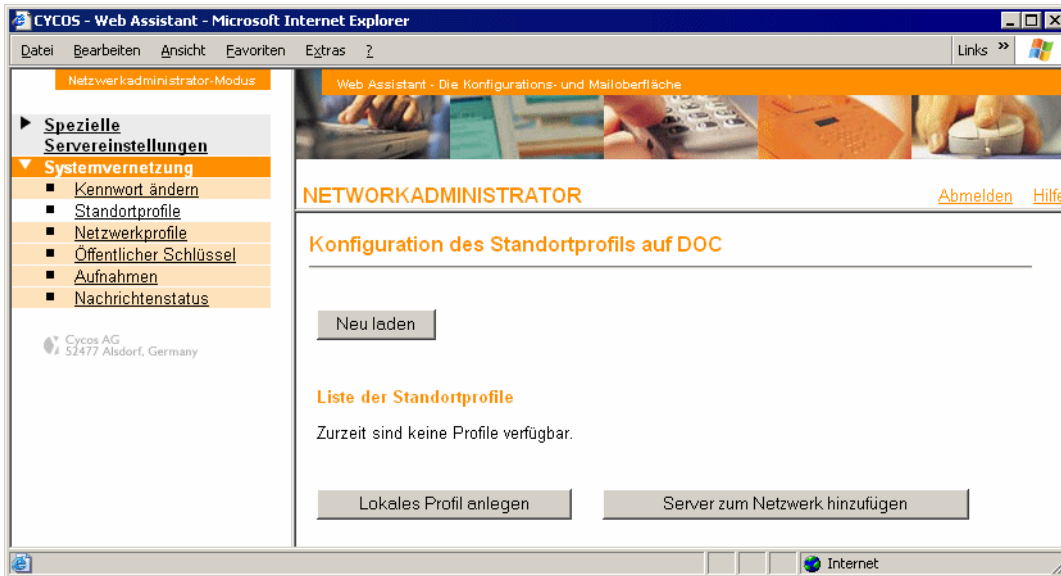 CYCOS - Web Assistant - Microsoft Internet Explorer
Datei Bearbeiten Ansicht Favoriten Extras ? Links »
Netzwerkadministrator-Modus
Spezielle
Servereinstellungen
Systemvernetzung
Kennwort ändern
Standortprofile
Netzwerkprofile
Öffentlicher Schlüssel
Aufnahmen
Nachrichtenstatus
Cycos AG
52477 Alsdorf, Germany
Web Assistant - Die Konfigurations- und Mailoberfläche
NETWORKADMINISTRATOR Abmelden Hilfe
Konfiguration des Standortprofils auf DOC
Neu laden
Liste der Standortprofile
Zurzeit sind keine Profile verfügbar.
Lokales Profil anlegen Server zum Netzwerk hinzufügen
Internet